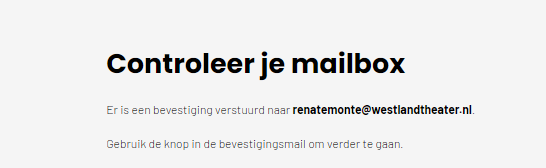 Controleer je mailbox
Er is een bevestiging verstuurd naar renatemonte@westlandtheater.nl.
Gebruik de knop in de bevestigingsmail om verder te gaan.